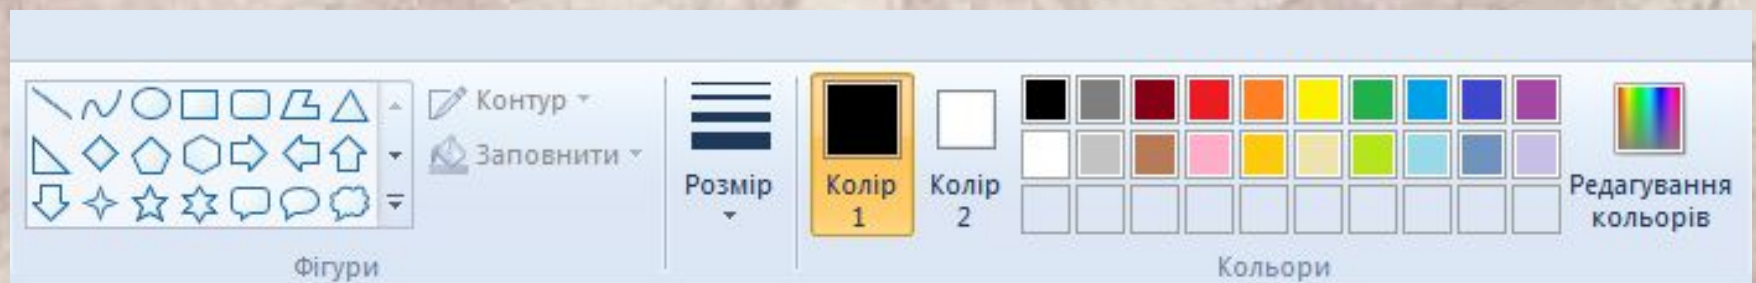 Контур
Заповнити
Фігури
Розмір
Колір
1
Колір
2
Редагування
кольорів
Кольори